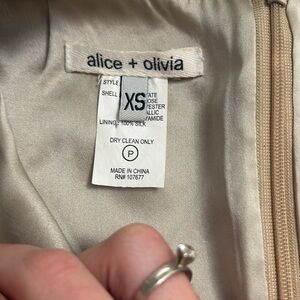 alice + olivia
STYLE
SHELL
XS
LINING: 100% SILK
DRY CLEAN ONLY
P
MADE IN CHINA
RN# 107677